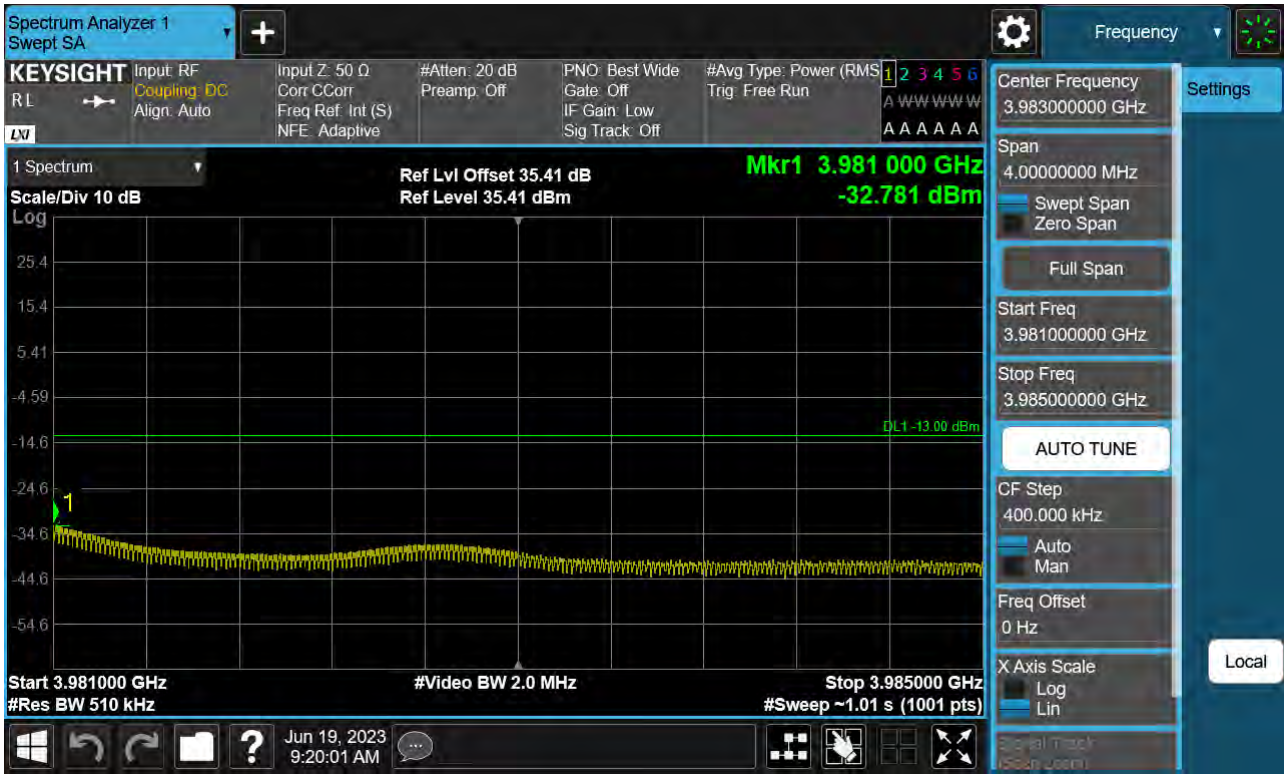 Spectrum Analyzer 1
Swept SA
+
Frequency
KEYSIGHT
RL
LXI
Input: RF
Coupling: DC
Align: Auto
Input Z: 50 Ω
Corr CCorr
Freq Ref: Int (S)
NFE: Adaptive
#Atten: 20 dB
Preamp: Off
PNO: Best Wide
Gate: Off
IF Gain: Low
Sig Track: Off
#Avg Type: Power (RMS
Trig: Free Run
1 2 3 4 5 6
A W W W W W
A A A A A A
1 Spectrum
Scale/Div 10 dB
Log
Ref Lvl Offset 35.41 dB
Ref Level 35.41 dBm
Mkr1 3.981 000 GHz
-32.781 dBm
25.4
15.4
5.41
-4.59
-14.6
-24.6
-34.6
-44.6
-54.6
DL1 -13.00 dBm
1
Start 3.981000 GHz
#Res BW 510 kHz
#Video BW 2.0 MHz
Stop 3.985000 GHz
#Sweep ~1.01 s (1001 pts)
Center Frequency
3.983000000 GHz
Settings
Span
4.00000000 MHz
Swept Span
Zero Span
Full Span
Start Freq
3.981000000 GHz
Stop Freq
3.985000000 GHz
AUTO TUNE
CF Step
400.000 kHz
Auto
Man
Freq Offset
0 Hz
X Axis Scale
Log
Lin
Local
Signal Track
(Span Zoom)
?
Jun 19, 2023
9:20:01 AM